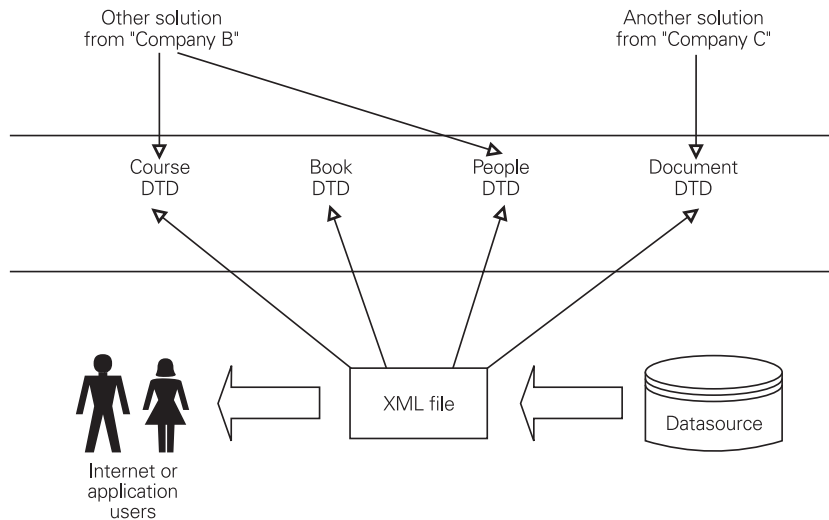 Other solution
from "Company B"
Another solution
from "Company C"
Course
DTD
Book
DTD
People
DTD
Document
DTD
XML file
Datasource
Internet or
application
users